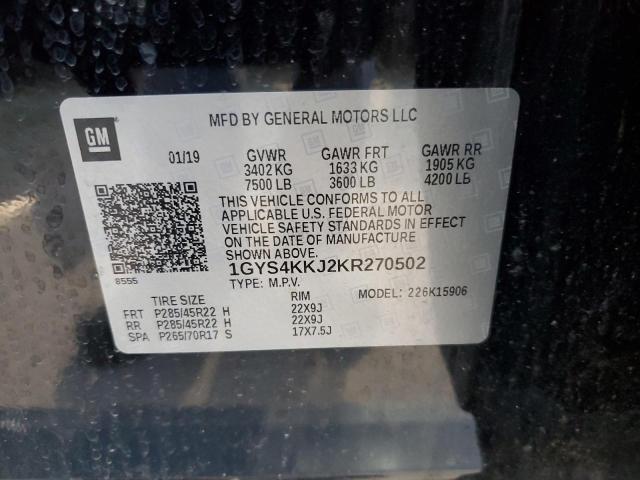 MFD BY GENERAL MOTORS LLC
GM
01/19 GVWR GAWR FRT GAWR RR
3402 KG 1633 KG 1905 KG
7500 LB 3600 LB 4200 LB
THIS VEHICLE CONFORMS TO ALL
APPLICABLE U.S. FEDERAL MOTOR
VEHICLE SAFETY STANDARDS IN EFFECT
ON THE DATE OF MANUFACTURE
SHOWN ABOVE.
1GYS4KKJ2KR270502
8555
TYPE: M.P.V. MODEL: 226K15906
TIRE SIZE RIM
FRT P285/45R22 H 22X9J
RR P285/45R22 H 22X9J
SPA P265/70R17 S 17X7.5J